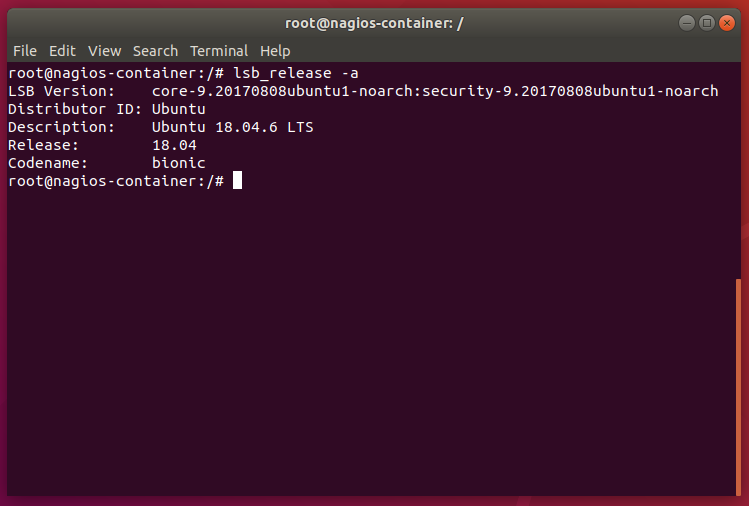 root@nagios-container: /
File Edit View Search Terminal Help
root@nagios-container:/# lsb_release -a
LSB Version:    core-9.20170808ubuntu1-noarch:security-9.20170808ubuntu1-noarch
Distributor ID: Ubuntu
Description:    Ubuntu 18.04.6 LTS
Release:        18.04
Codename:       bionic
root@nagios-container:/#